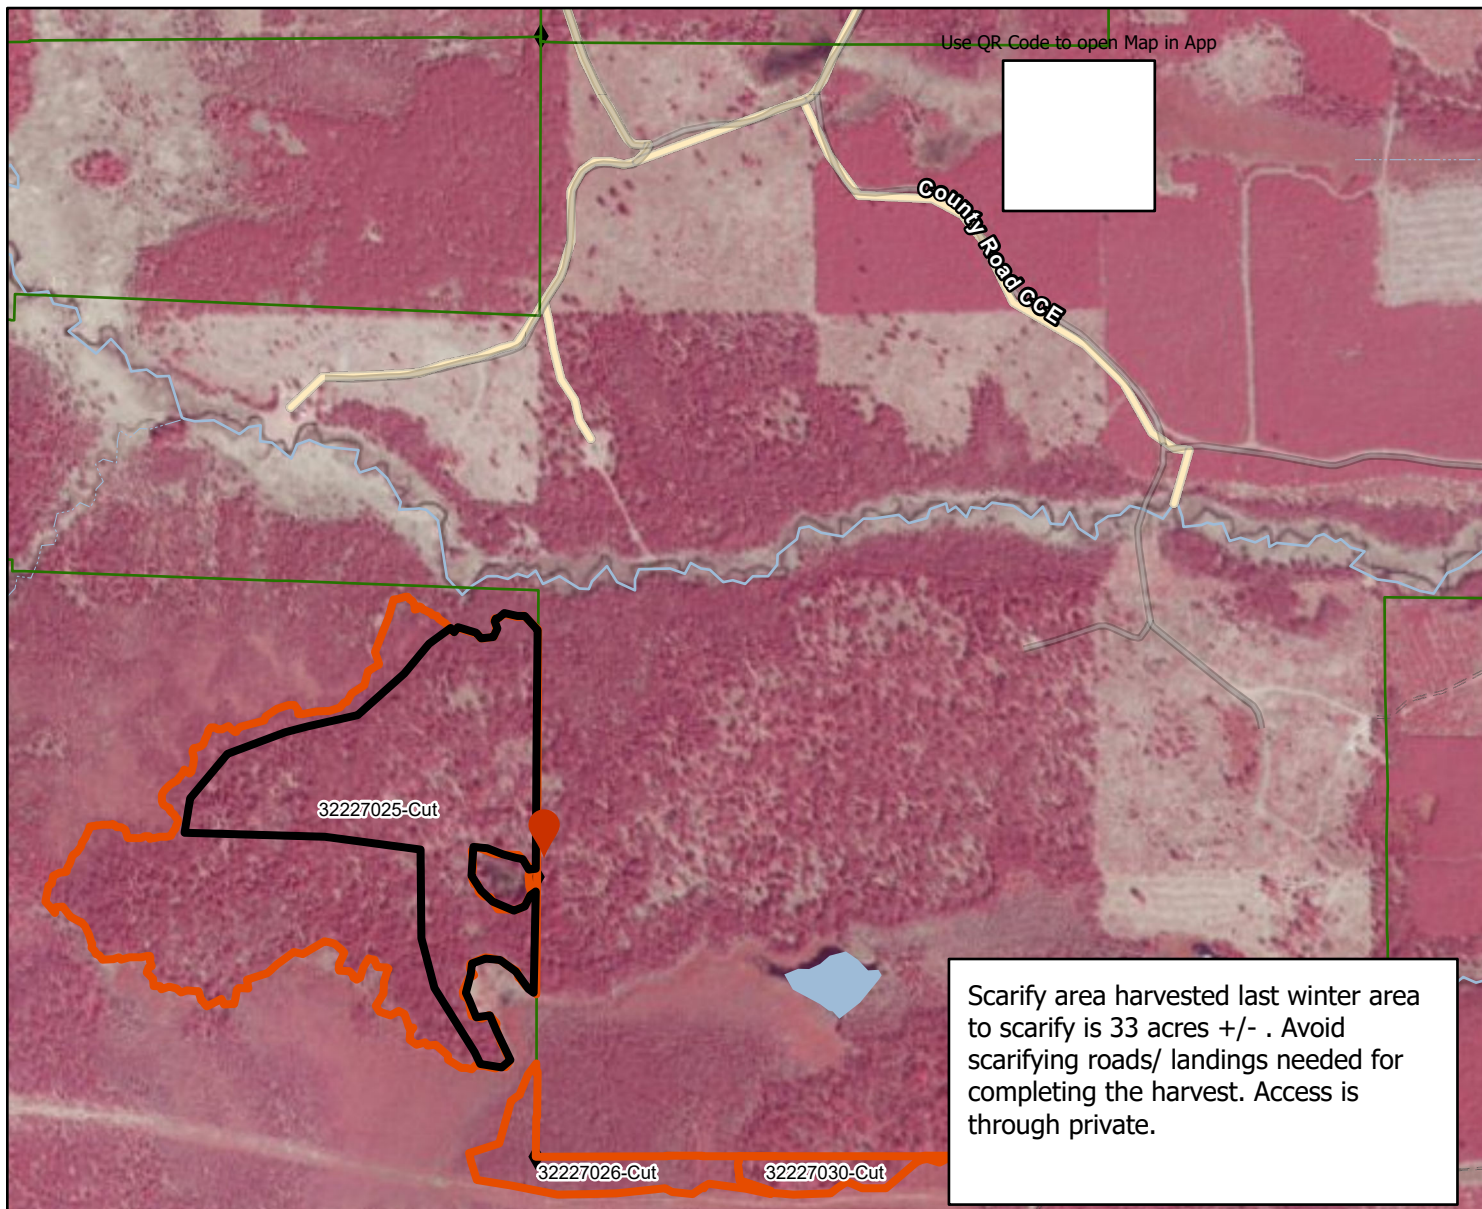 Use QR Code to open Map in App
County Road CCE
32227025-Cut
Scarify area harvested last winter area
to scarify is 33 acres +/- . Avoid
scarifying roads/ landings needed for
completing the harvest. Access is
through private.
32227026-Cut
32227030-Cut